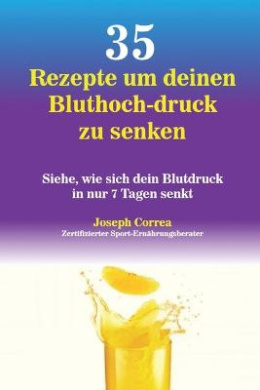 35
Rezepte um deinen
Bluthoch-druck
zu senken
Siehe, wie sich dein Blutdruck
in nur 7 Tagen senkt
Joseph Correa
Zertifizierter Sport-Ernährungsberater